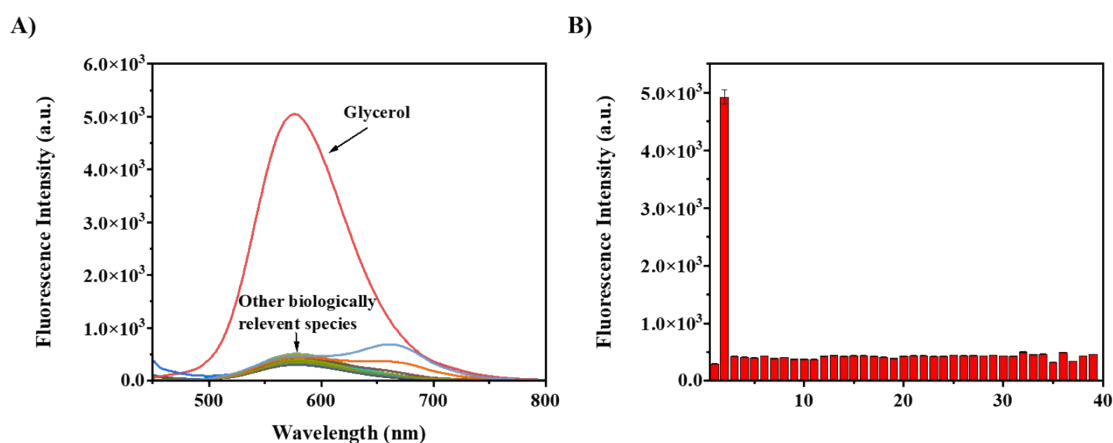 A)
Fluorescence Intensity (a.u.)
6.0×10³
5.0×10³
4.0×10³
3.0×10³
2.0×10³
1.0×10³
0.0
Glycerol
Other biologically
relevent species
500
600
700
800
Wavelength (nm)
B)
Fluorescence Intensity (a.u.)
5.0×10³
4.0×10³
3.0×10³
2.0×10³
1.0×10³
0.0
10
20
30
40